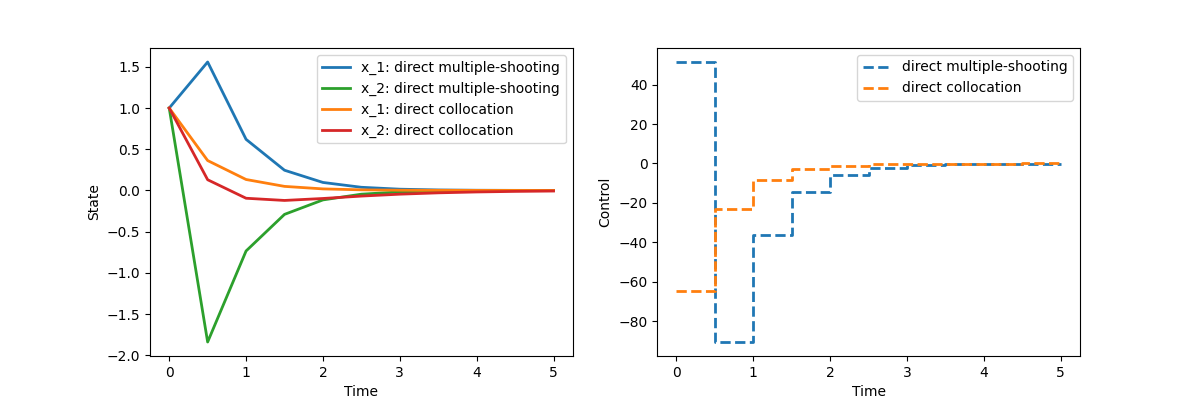 1.5
1.0
0.5
0.0
−0.5
−1.0
−1.5
−2.0
State
0
1
2
3
4
5
Time
x_1: direct multiple-shooting
x_2: direct multiple-shooting
x_1: direct collocation
x_2: direct collocation
40
20
0
−20
−40
−60
−80
Control
0
1
2
3
4
5
Time
direct multiple-shooting
direct collocation